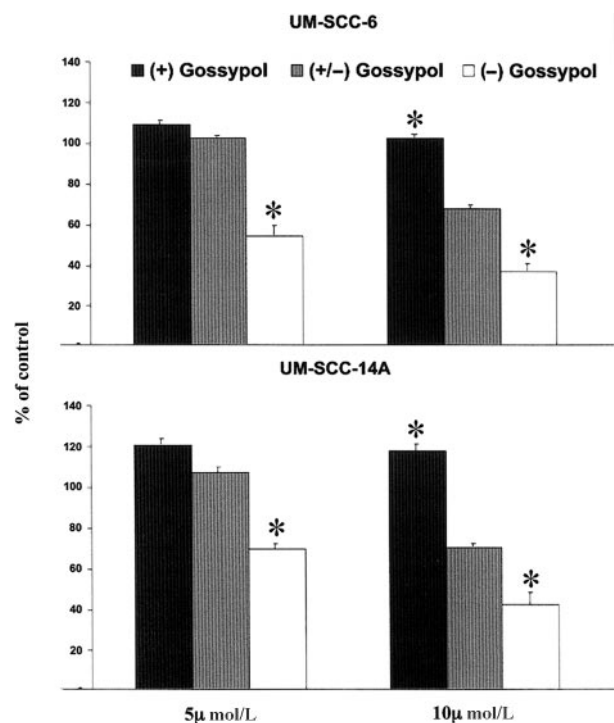 UM-SCC-6
(+) Gossypol (+/−) Gossypol (−) Gossypol
140
120
100
80
60
40
20
* * * *
% of control
UM-SCC-14A
140
120
100
80
60
40
20
* * * *
5μ mol/L 10μ mol/L